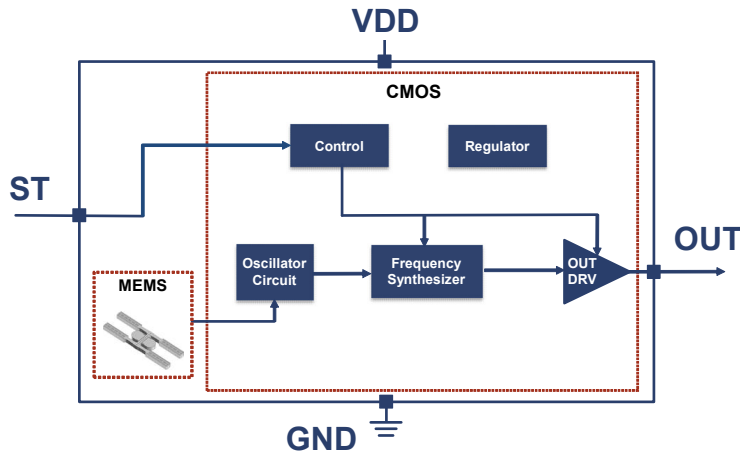 VDD
CMOS
Control
Regulator
ST
OUT
Oscillator
Circuit
Frequency
Synthesizer
OUT
DRV
MEMS
GND